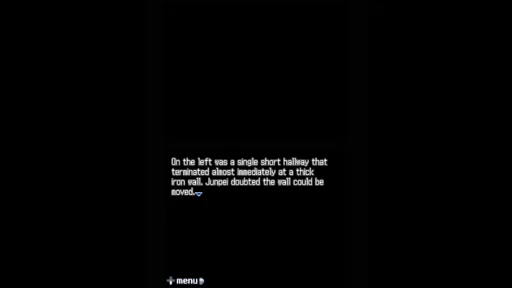 On the left was a single short hallway that
terminated almost immediately at a thick
iron wall. Junpei doubted the wall could be
moved.
menu